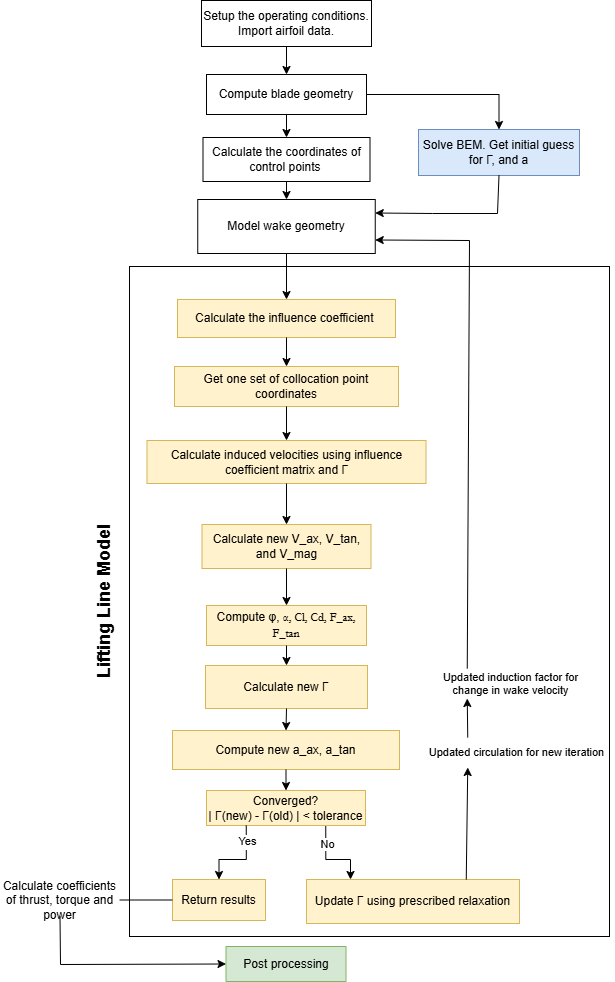 Setup the operating conditions.
Import airfoil data.
Compute blade geometry
Calculate the coordinates of
control points
Solve BEM. Get initial guess
for Γ, and a
Model wake geometry
Calculate the influence coefficient
Get one set of collocation point
coordinates
Calculate induced velocities using influence
coefficient matrix and Γ
Calculate new V_ax, V_tan,
and V_mag
Lifting Line Model
Compute φ, α, Cl, Cd, F_ax,
F_tan
Calculate new Γ
Updated induction factor for
change in wake velocity
Compute new a_ax, a_tan
Updated circulation for new iteration
Converged?
| Γ(new) - Γ(old) | < tolerance
Yes
No
Calculate coefficients
of thrust, torque and
power
Return results
Update Γ using prescribed relaxation
Post processing